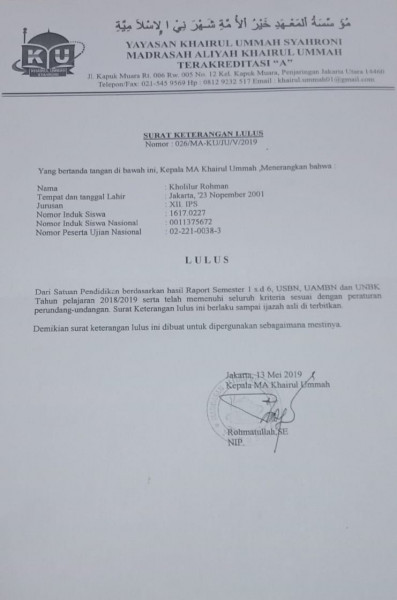 مؤسسة المعهد خير الأمة شهرني الإسلامية
YAYASAN KHAIRUL UMMAH SYAHRONI
MADRASAH ALIYAH KHAIRUL UMMAH
TERAKREDITASI “A”
Jl. Kapuk Muara Rt. 006 Rw. 005 No. 12 Kel. Kapuk Muara, Penjaringan Jakarta Utara 14460
Telepon/Fax: 021-545 9569 Hp : 0812 9232 517 Email : khairul.ummah01@gmail.com
KU
SURAT KETERANGAN LULUS
Nomor : 026/MA-KU/JU/V/2019
Yang bertanda tangan di bawah ini, Kepala MA Khairul Ummah ,Menerangkan bahwa :
Nama : Kholilur Rohman
Tempat dan tanggal Lahir : Jakarta, '23 Nopember 2001
Jurusan : XII. IPS
Nomor Induk Siswa : 1617.0227
Nomor Induk Siswa Nasional : 0011375672
Nomor Peserta Ujian Nasional : 02-221-0038-3
L U L U S
Dari Satuan Pendidikan berdasarkan hasil Raport Semester 1 s.d 6, USBN, UAMBN dan UNBK
Tahun pelajaran 2018/2019 serta telah memenuhi seluruh kriteria sesuai dengan peraturan
perundang-undangan. Surat Keterangan lulus ini berlaku sampai ijazah asli di terbitkan.
Demikian surat keterangan lulus ini dibuat untuk dipergunakan sebagaimana mestinya.
Jakarta, 13 Mei 2019
Kepala MA Khairul Ummah
Rohmatullah,SE
NIP.